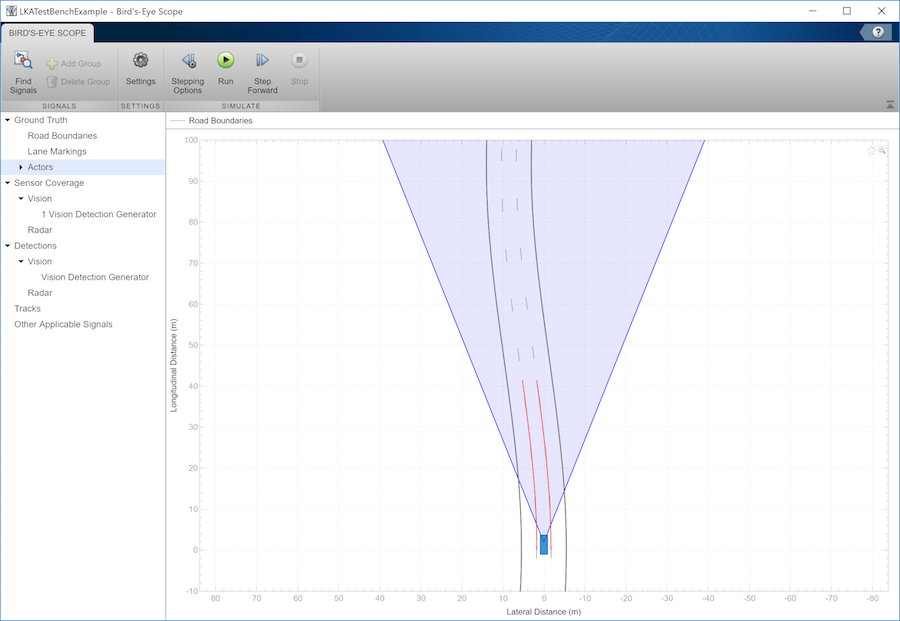 LKATestBenchExample - Bird's-Eye Scope
BIRD'S-EYE SCOPE
?
Find Signals
Add Group
Delete Group
Settings
Stepping Options
Run
Step Forward
Stop
SIGNALS
SETTINGS
SIMULATE
Ground Truth
Road Boundaries
Lane Markings
Actors
Sensor Coverage
Vision
1 Vision Detection Generator
Radar
Detections
Vision
Vision Detection Generator
Radar
Tracks
Other Applicable Signals
Road Boundaries
100
90
80
70
60
50
40
30
20
10
0
-10
Longitudinal Distance (m)
80 70 60 50 40 30 20 10 0 -10 -20 -30 -40 -50 -60 -70 -80
Lateral Distance (m)